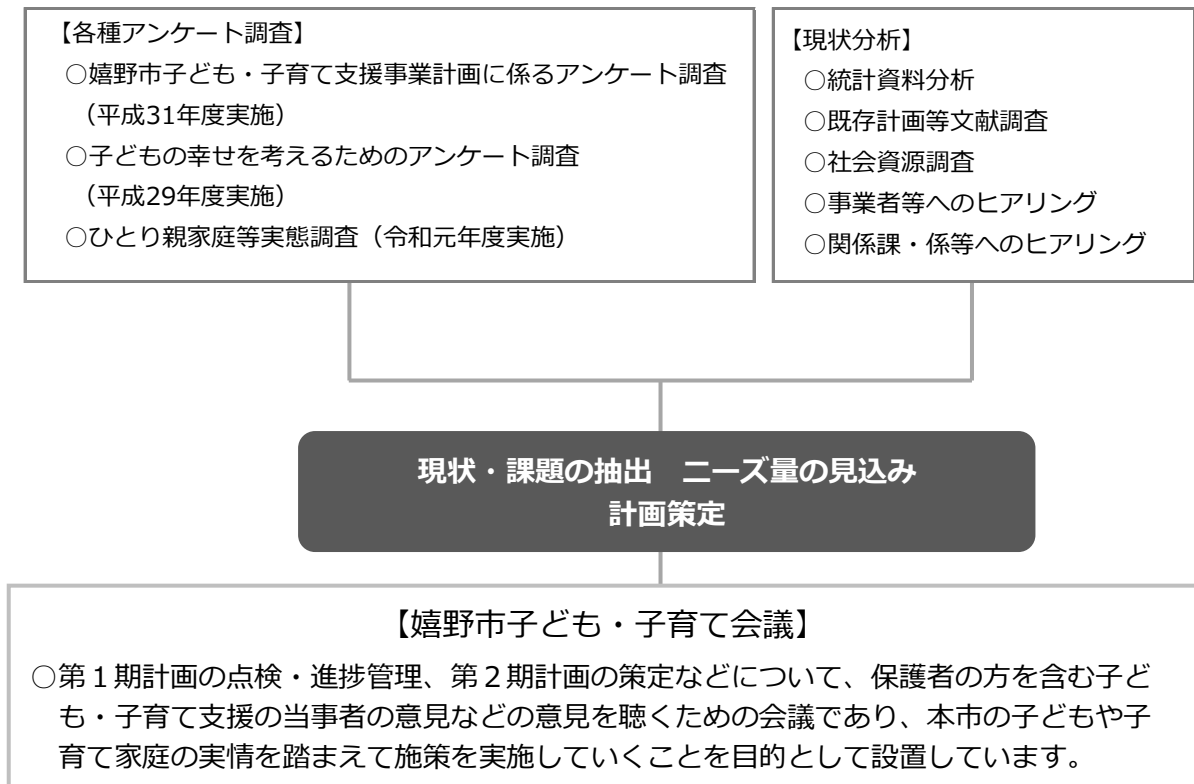 【各種アンケート調査】
○嬉野市子ども・子育て支援事業計画に係るアンケート調査
（平成31年度実施）
○子どもの幸せを考えるためのアンケート調査
（平成29年度実施）
○ひとり親家庭等実態調査（令和元年度実施）
【現状分析】
○統計資料分析
○既存計画等文献調査
○社会資源調査
○事業者等へのヒアリング
○関係課・係等へのヒアリング
現状・課題の抽出　ニーズ量の見込み
計画策定
【嬉野市子ども・子育て会議】
○第１期計画の点検・進捗管理、第２期計画の策定などについて、保護者の方を含む子ど
も・子育て支援の当事者の意見などの意見を聴くための会議であり、本市の子どもや子
育て家庭の実情を踏まえて施策を実施していくことを目的として設置しています。